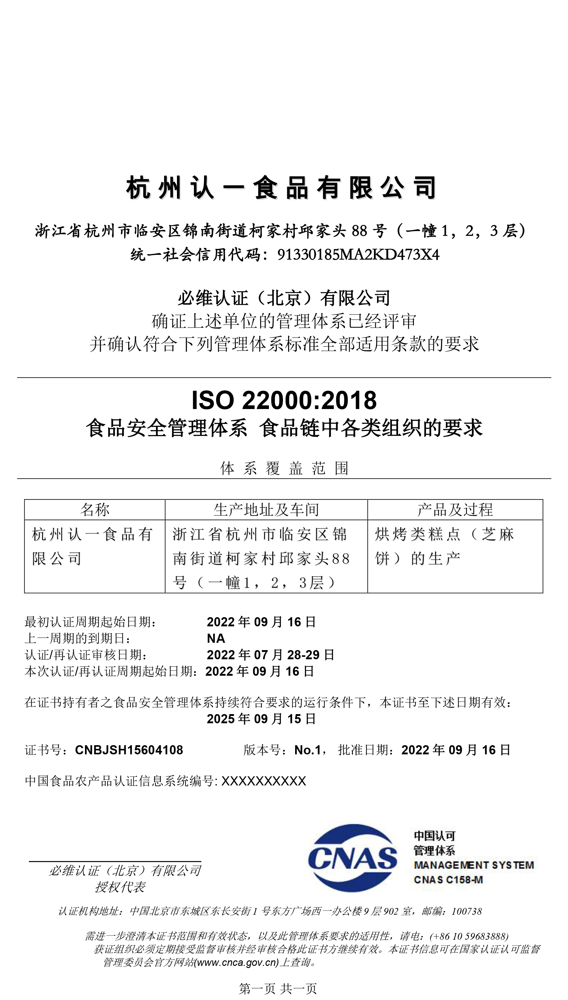 杭州认一食品有限公司
浙江省杭州市临安区锦南街道柯家村邱家头 88 号（一幢 1，2，3 层）
统一社会信用代码：91330185MA2KD473X4
必维认证（北京）有限公司
确证上述单位的管理体系已经评审
并确认符合下列管理体系标准全部适用条款的要求
ISO 22000:2018
食品安全管理体系 食品链中各类组织的要求
体系覆盖范围
名称 生产地址及车间 产品及过程
杭州认一食品有 浙江省杭州市临安区锦 烘烤类糕点（芝麻
限公司 南街道柯家村邱家头88 饼）的生产
号（一幢1，2，3层）
最初认证周期起始日期： 2022 年 09 月 16 日
上一周期的到期日： NA
认证/再认证审核日期： 2022 年 07 月 28-29 日
本次认证/再认证周期起始日期：2022 年 09 月 16 日
在证书持有者之食品安全管理体系持续符合要求的运行条件下，本证书至下述日期有效：
2025 年 09 月 15 日
证书号：CNBJSH15604108 版本号：No.1， 批准日期：2022 年 09 月 16 日
中国食品农产品认证信息系统编号: XXXXXXXXXX
CNAS
中国认可
管理体系
MANAGEMENT SYSTEM
CNAS C158-M
必维认证（北京）有限公司
授权代表
认证机构地址：中国北京市东城区东长安街 1 号东方广场西一办公楼 9 层 902 室，邮编：100738
需进一步澄清本证书范围和有效状态，以及此管理体系要求的适用性，请电：(+86 10 59683888)
获证组织必须定期接受监督审核并经审核合格此证书方继续有效。本证书信息可在国家认证认可监督
管理委员会官方网站(www.cnca.gov.cn)上查询。
第一页 共一页